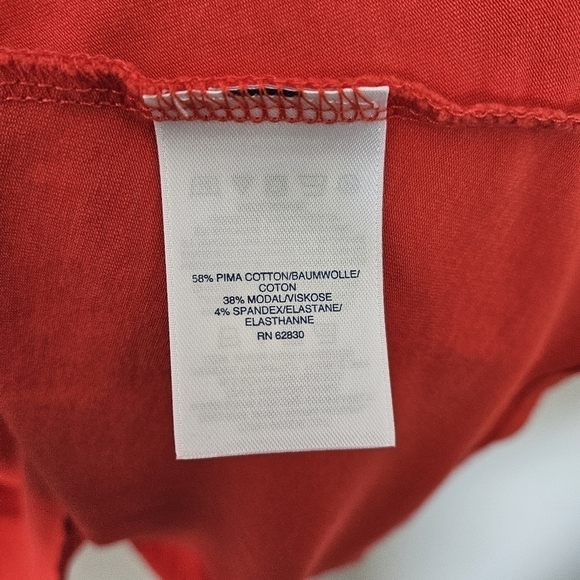 58% PIMA COTTON/BAUMWOLLE/
COTON
38% MODAL/VISKOSE
4% SPANDEX/ELASTANE/
ELASTHANNE
RN 62830